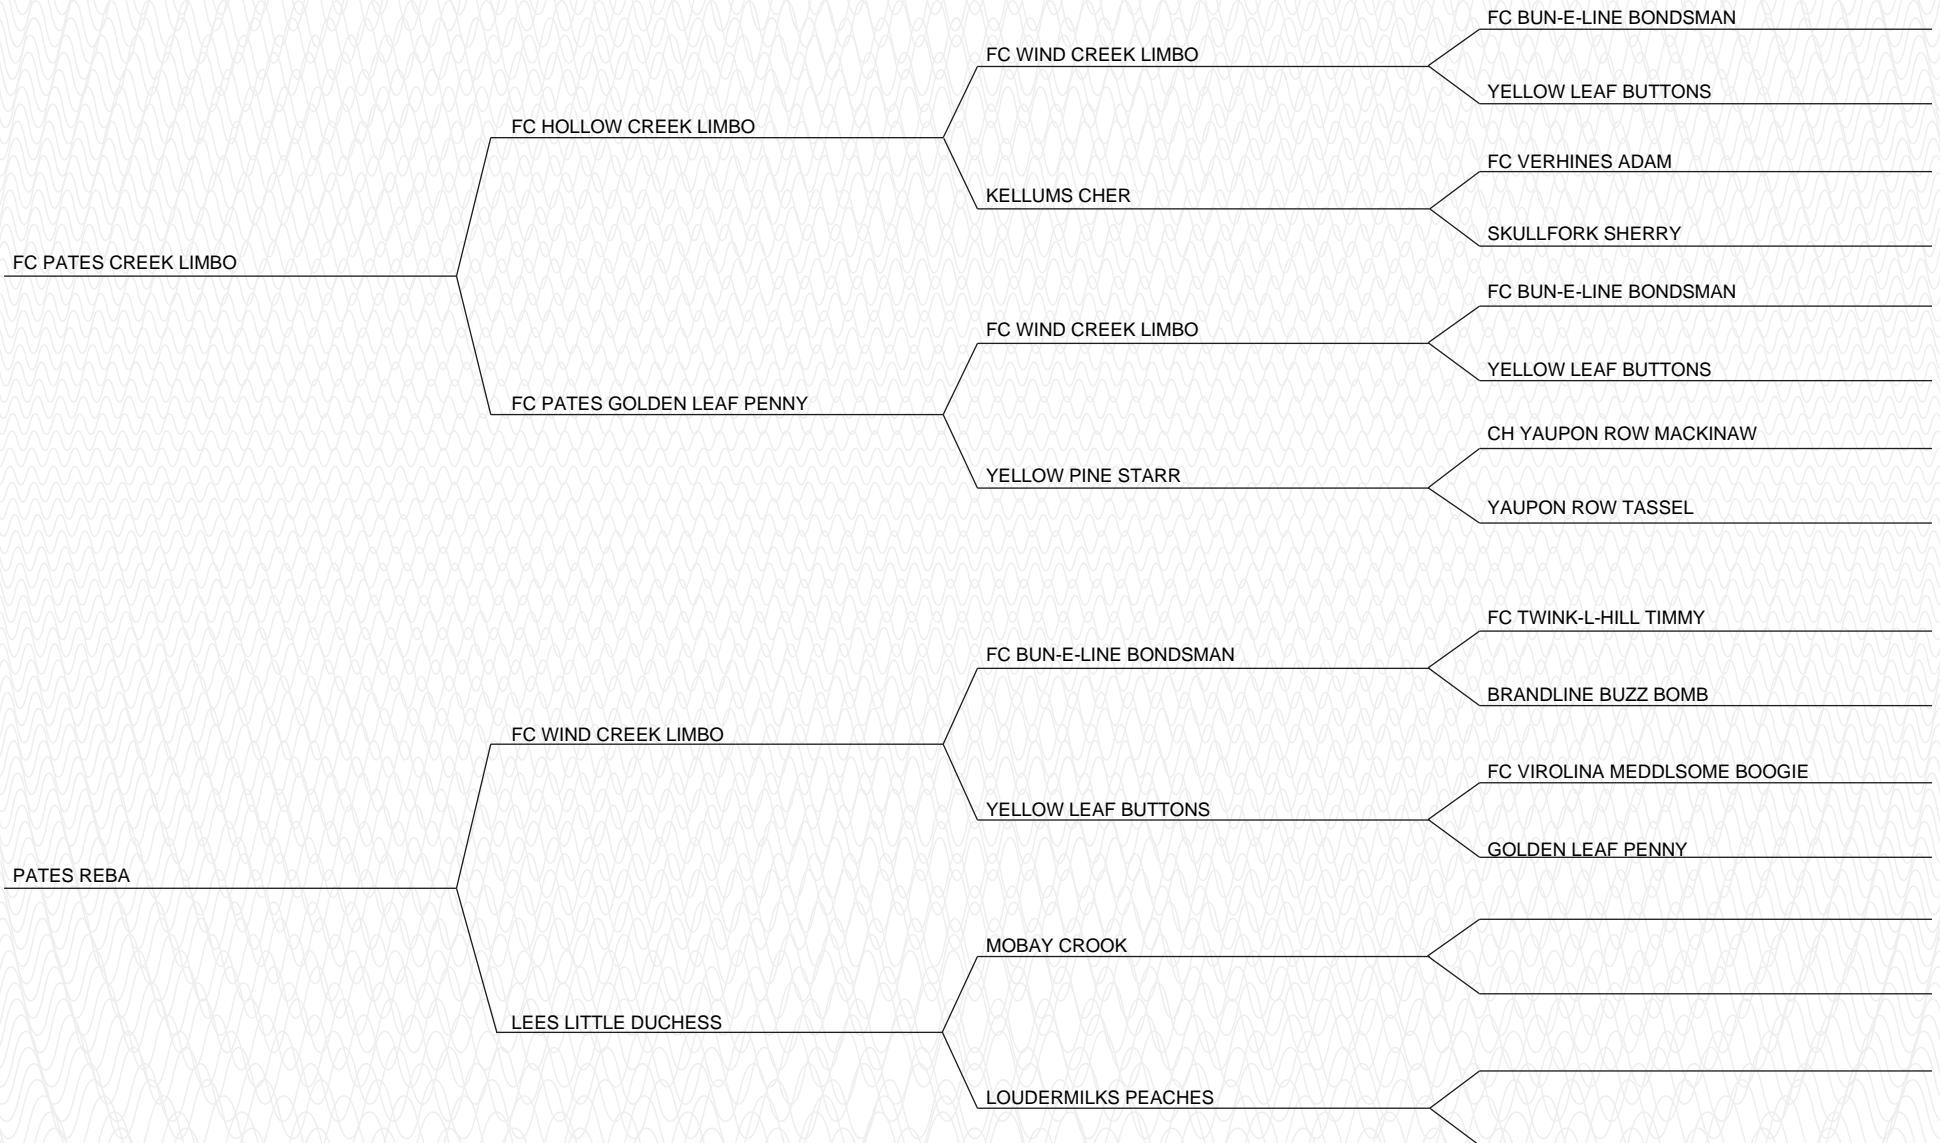 FC BUN-E-LINE BONDSMAN
FC WIND CREEK LIMBO
YELLOW LEAF BUTTONS
FC HOLLOW CREEK LIMBO
FC VERHINES ADAM
KELLUMS CHER
SKULLFORK SHERRY
FC PATES CREEK LIMBO
FC BUN-E-LINE BONDSMAN
FC WIND CREEK LIMBO
YELLOW LEAF BUTTONS
FC PATES GOLDEN LEAF PENNY
CH YAUPON ROW MACKINAW
YELLOW PINE STARR
YAUPON ROW TASSEL
FC TWINK-L-HILL TIMMY
FC BUN-E-LINE BONDSMAN
BRANDLINE BUZZ BOMB
FC WIND CREEK LIMBO
FC VIROLINA MEDDLSOME BOOGIE
YELLOW LEAF BUTTONS
GOLDEN LEAF PENNY
PATES REBA
MOBAY CROOK
LEES LITTLE DUCHESS
LOUDERMILKS PEACHES